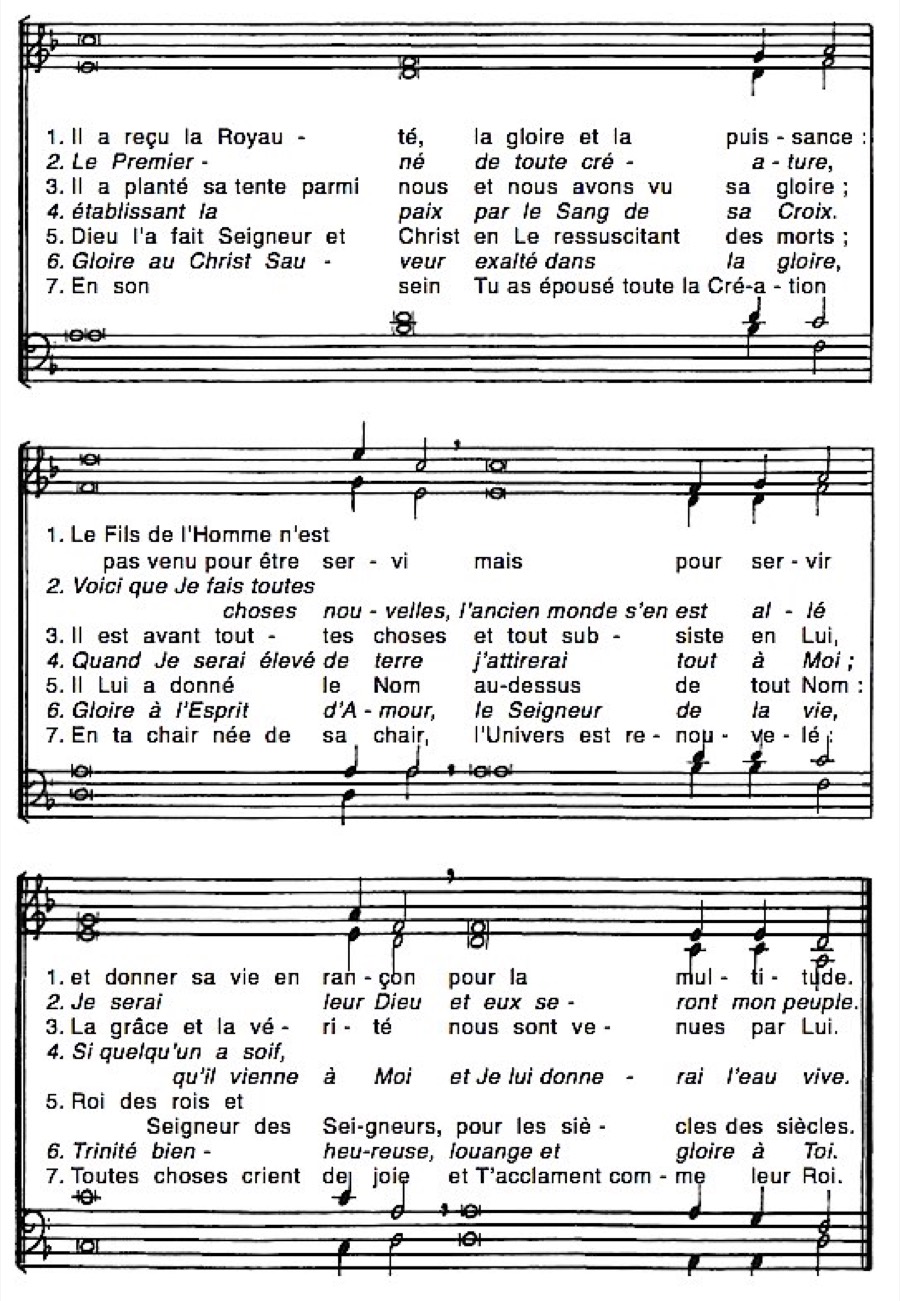 1. Il a reçu la Royau - té, la gloire et la puis - sance :
2. Le Premier - né de toute cré - a - ture,
3. Il a planté sa tente parmi nous et nous avons vu sa gloire ;
4. établissant la paix par le Sang de sa Croix.
5. Dieu l'a fait Seigneur et Christ en Le ressuscitant des morts ;
6. Gloire au Christ Sau - veur exalté dans la gloire,
7. En son sein Tu as épousé toute la Cré-a - tion
1. Le Fils de l'Homme n'est
pas venu pour être ser - vi mais pour ser - vir
2. Voici que Je fais toutes
choses nou - velles, l'ancien monde s'en est al - lé
3. Il est avant tout - tes choses et tout sub - siste en Lui,
4. Quand Je serai élevé de terre j'attirerai tout à Moi ;
5. Il Lui a donné le Nom au-dessus de tout Nom :
6. Gloire à l'Esprit d'A - mour, le Seigneur de la vie,
7. En ta chair née de sa chair, l'Univers est re - nou - ve - lé ;
1. et donner sa vie en ran - çon pour la mul - ti - tude.
2. Je serai leur Dieu et eux se - ront mon peuple.
3. La grâce et la vé - ri - té nous sont ve - nues par Lui.
4. Si quelqu'un a soif,
qu'il vienne à Moi et Je lui donne - rai l'eau vive.
5. Roi des rois et
Seigneur des Sei-gneurs, pour les siè - cles des siècles.
6. Trinité bien - heu-reuse, louange et gloire à Toi.
7. Toutes choses crient de joie et T'acclament com - me leur Roi.